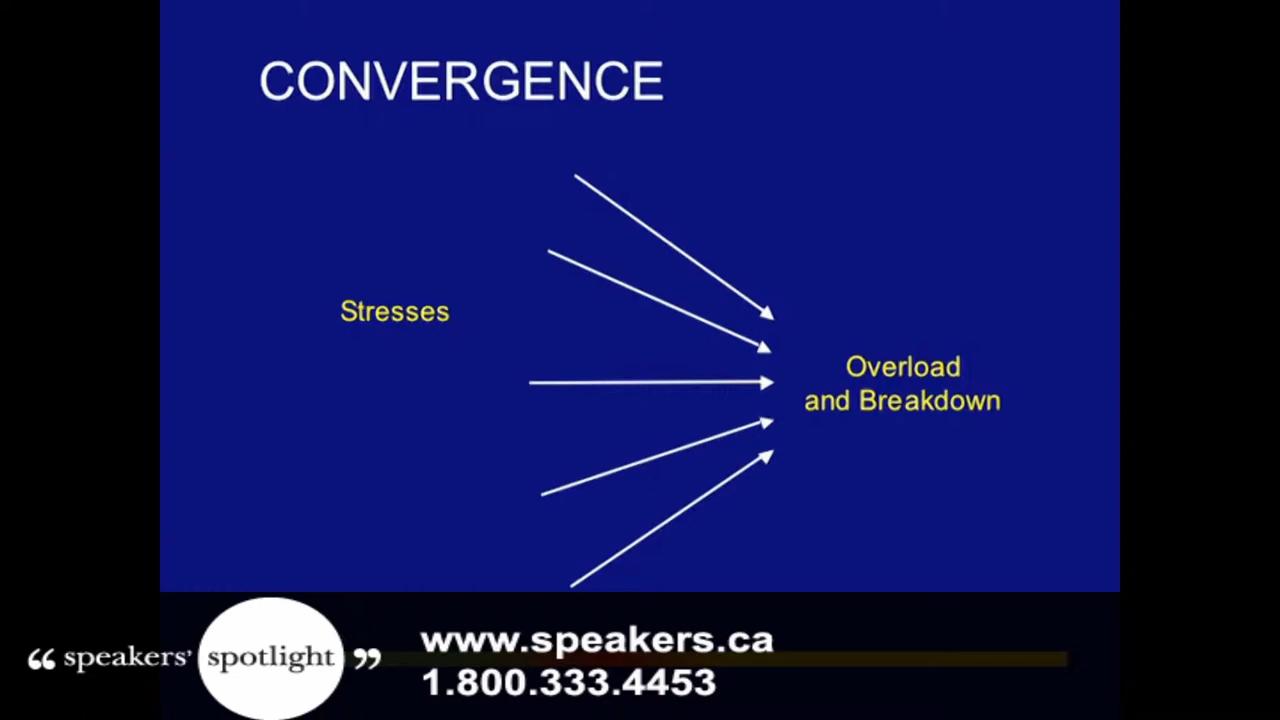 CONVERGENCE
Stresses
Overload
and Breakdown
“ speakers’ spotlight ”
www.speakers.ca
1.800.333.4453